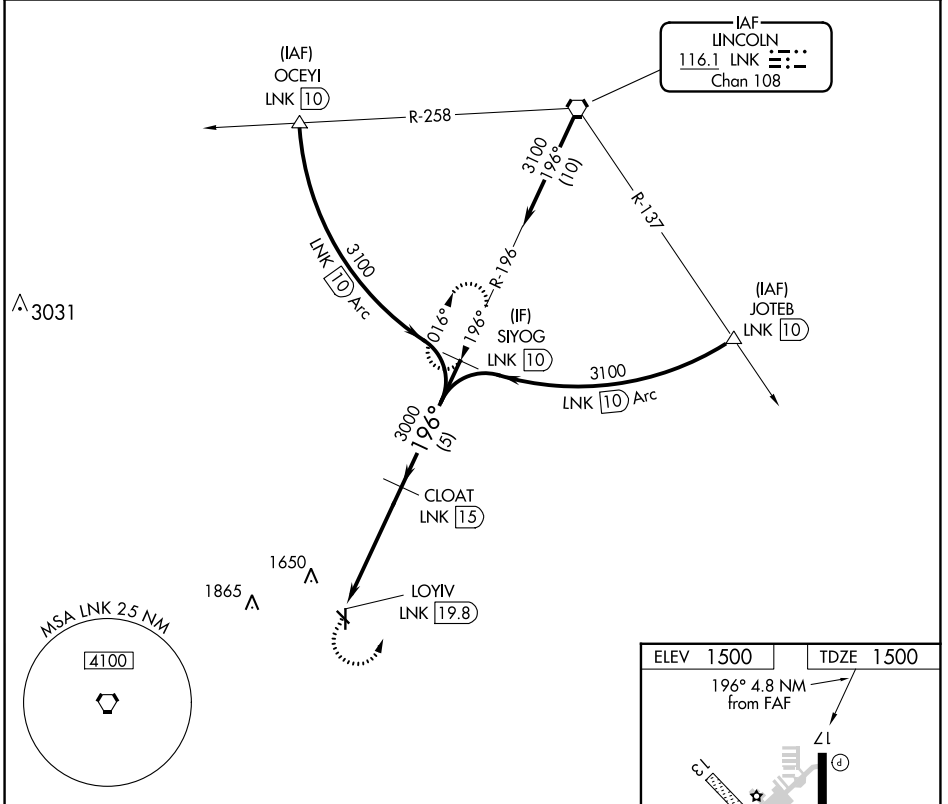 IAF
LINCOLN
116.1 LNK
Chan 108
(IAF)
OCEYI
LNK 10
R-258
3100
196°
(10)
R-137
3100
LNK 10 Arc
R-196
3031
016°
196°
(IF)
SIYOG
LNK 10
(IAF)
JOTEB
LNK 10
3100
LNK 10 Arc
3000
196°
(5)
CLOAT
LNK 15
1650
1865
LOYIV
LNK 19.8
MSA LNK 25 NM
4100
ELEV 1500
TDZE 1500
196° 4.8 NM
from FAF
17
P
13